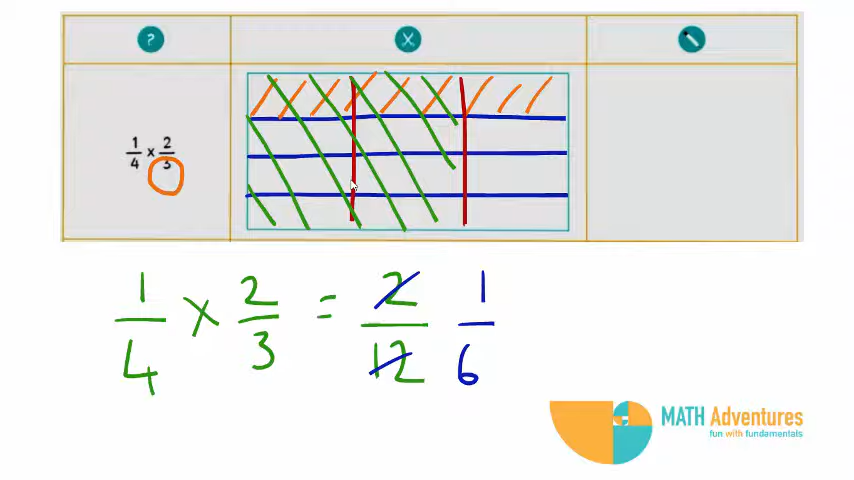 ?
1/4 × 2/3
1/4 × 2/3 = 2/12 1/6
MATH Adventures
fun with fundamentals